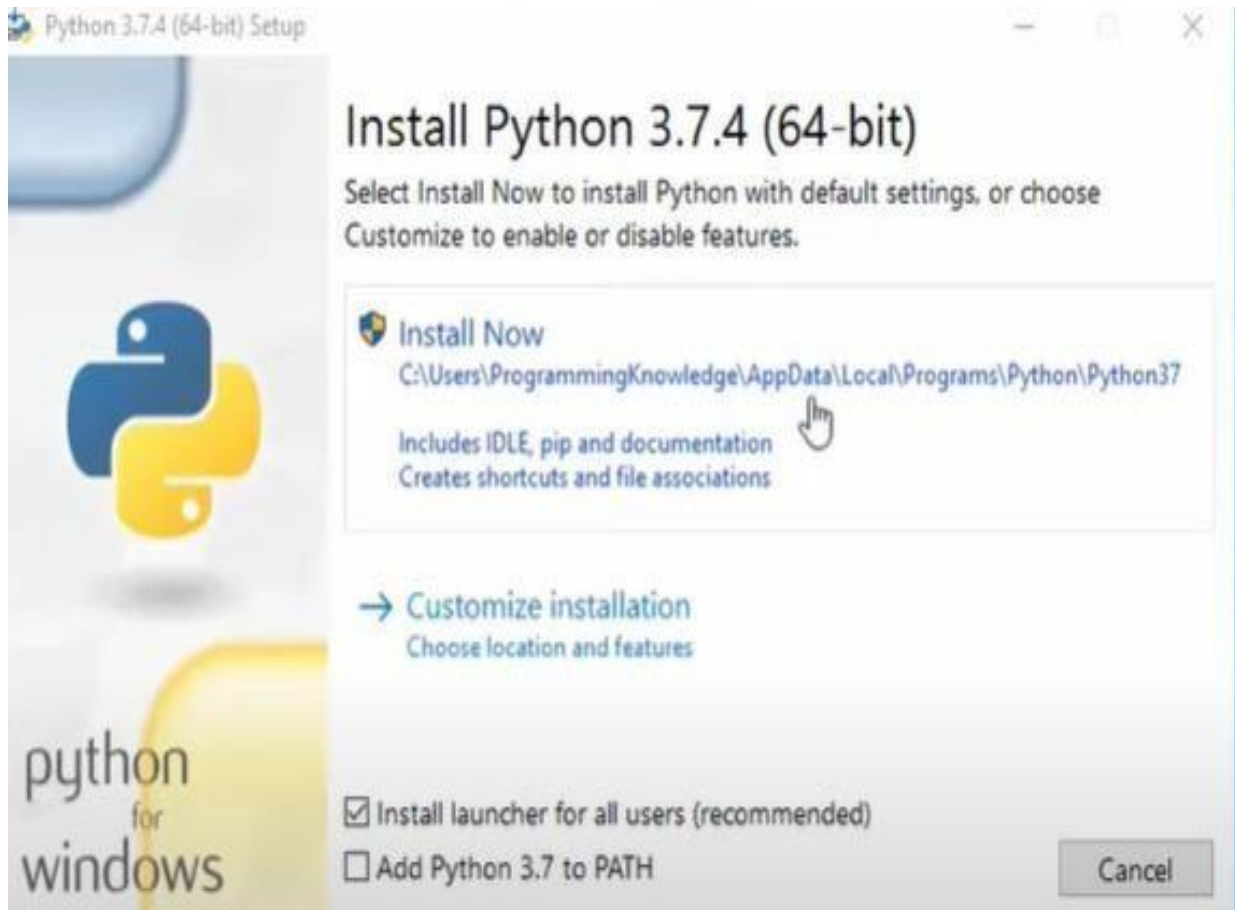 Python 3.7.4 (64-bit) Setup
Install Python 3.7.4 (64-bit)
Select Install Now to install Python with default settings, or choose
Customize to enable or disable features.
Install Now
C:\Users\ProgrammingKnowledge\AppData\Local\Programs\Python\Python37
Includes IDLE, pip and documentation
Creates shortcuts and file associations
Customize installation
Choose location and features
python
for
windows
Install launcher for all users (recommended)
Add Python 3.7 to PATH
Cancel